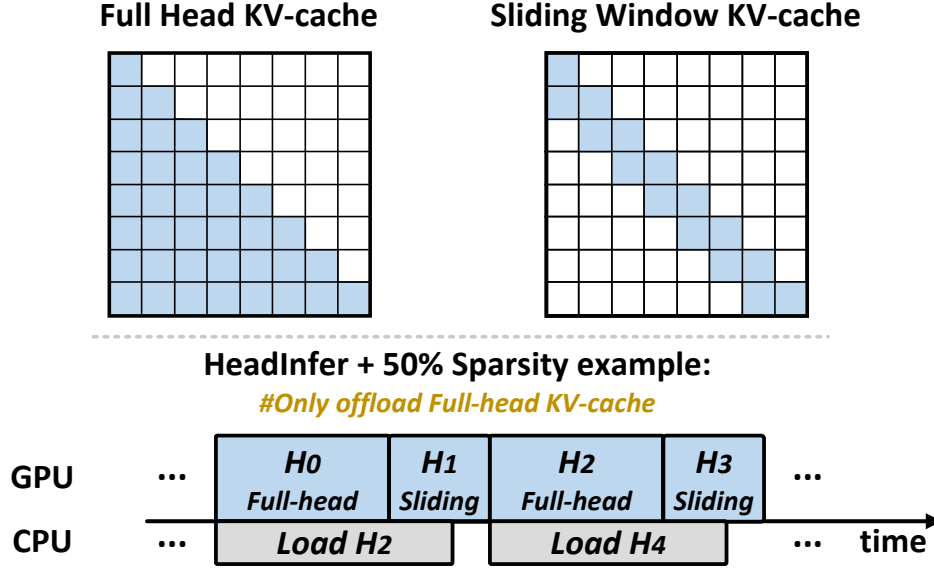 Full Head KV-cache
Sliding Window KV-cache
HeadInfer + 50% Sparsity example:
#Only offload Full-head KV-cache
GPU ... H0 H1 H2 H3 ...
Full-head Sliding Full-head Sliding
CPU ... Load H2 Load H4 ... time